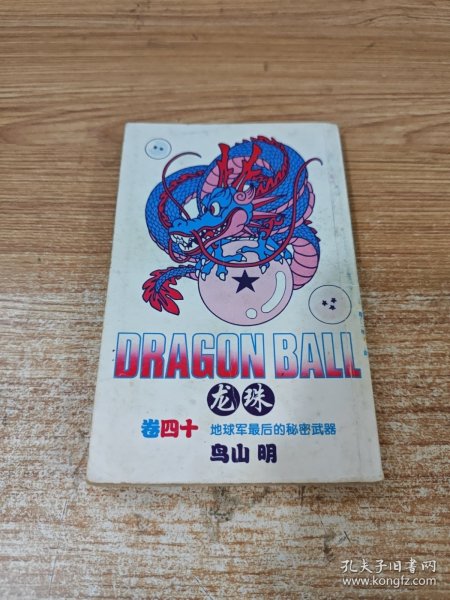 DRAGON BALL
龙珠
卷四十 地球军最后的秘密武器
鸟山 明
孔夫子旧书网
www.kongfz.com